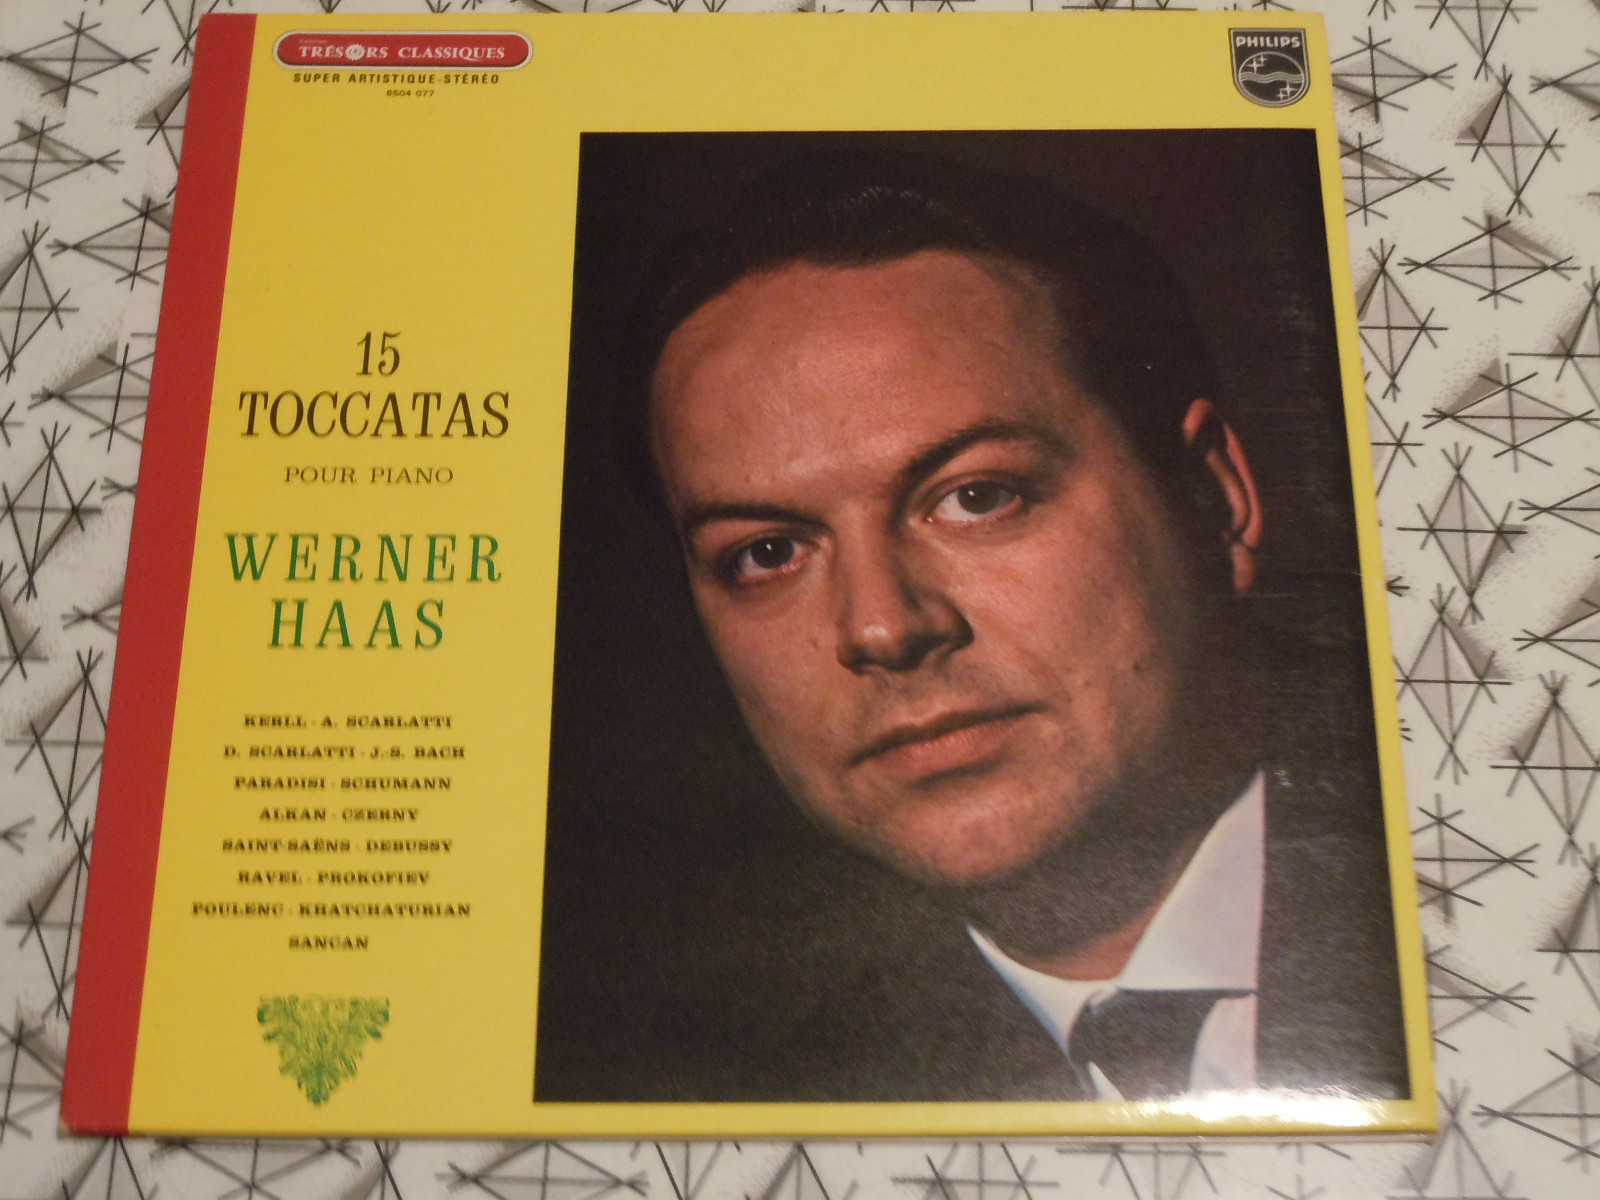 TRÉSORS CLASSIQUES
SUPER ARTISTIQUE-STÉRÉO
6504 077
PHILIPS
15
TOCCATAS
POUR PIANO
WERNER
HAAS
KERLL · A. SCARLATTI
D. SCARLATTI · J.-S. BACH
PARADISI · SCHUMANN
ALKAN · CZERNY
SAINT-SAËNS · DEBUSSY
RAVEL · PROKOFIEV
POULENC · KHATCHATURIAN
SANCAN